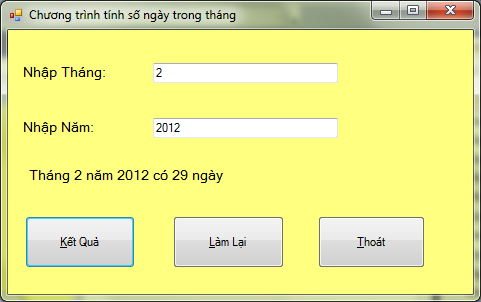 Chương trình tính số ngày trong tháng
Nhập Tháng: 2
Nhập Năm: 2012
Tháng 2 năm 2012 có 29 ngày
Kết Quả Làm Lại Thoát